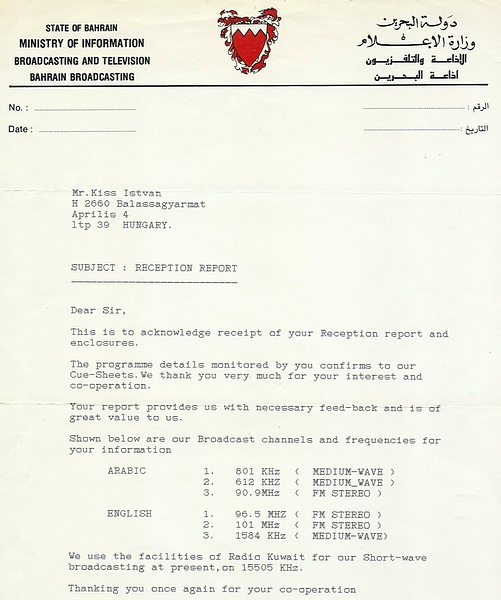 STATE OF BAHRAIN
MINISTRY OF INFORMATION
BROADCASTING AND TELEVISION
BAHRAIN BROADCASTING
دولة البحرين
وزارة الإعلام
الإذاعة والتلفزيون
اذاعة البحرين
No. :
الرقم :
Date :
التاريخ :
Mr.Kiss Istvan
H 2660 Balassagyarmat
Aprilis 4
ltp 39 HUNGARY.
SUBJECT : RECEPTION REPORT
Dear Sir,
This is to acknowledge receipt of your Reception report and
enclosures.
The programme details monitored by you confirms to our
Cue-Sheets.We thank you very much for your interest and
co-operation.
Your report provides us with necessary feed-back and is of
great value to us.
Shown below are our Broadcast channels and frequencies for
your information
ARABIC 1. 801 KHz ( MEDIUM-WAVE )
2. 612 KHZ ( MEDIUM_WAVE )
3. 90.9MHz ( FM STEREO )
ENGLISH 1. 96.5 MHZ ( FM STEREO )
2. 101 MHz ( FM STEREO )
3. 1584 KHz ( MEDIUM-WAVE)
We use the facilities of Radio Kuwait for our Short-wave
broadcasting at present,on 15505 KHz.
Thanking you once again for your co-operation